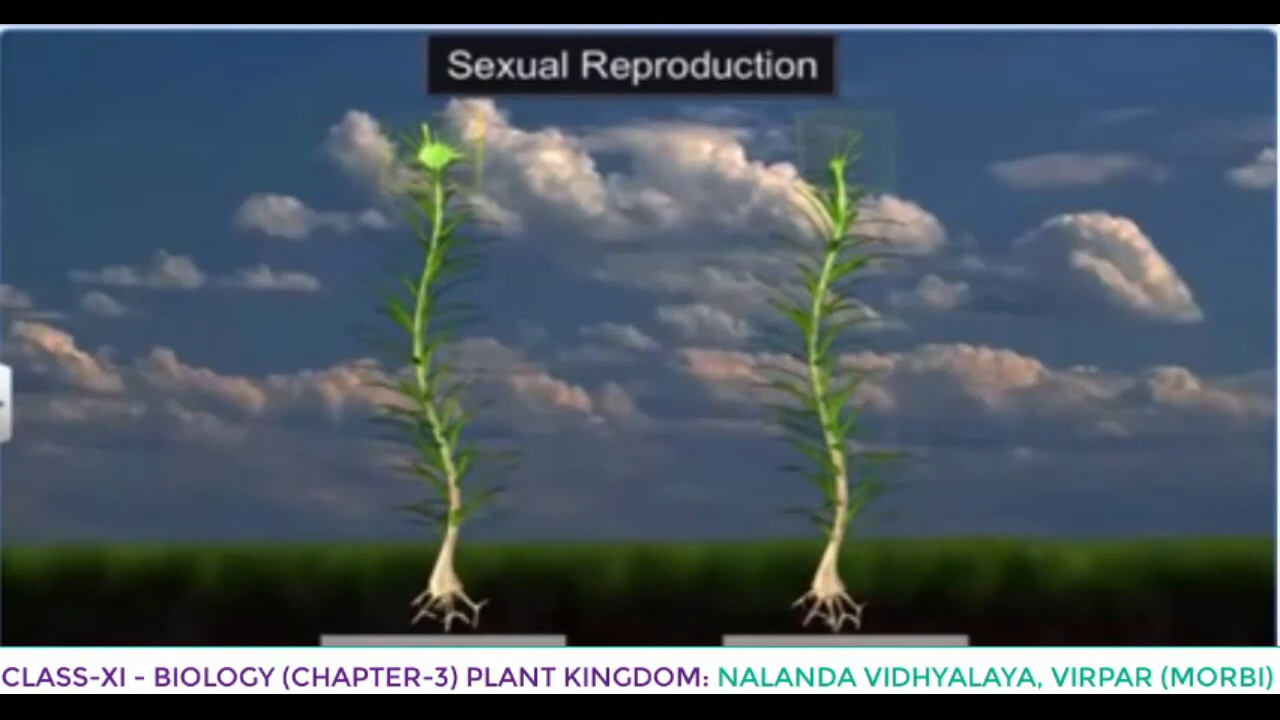 Sexual Reproduction
CLASS-XI - BIOLOGY (CHAPTER-3) PLANT KINGDOM: NALANDA VIDHYALAYA, VIRPAR (MORBI)